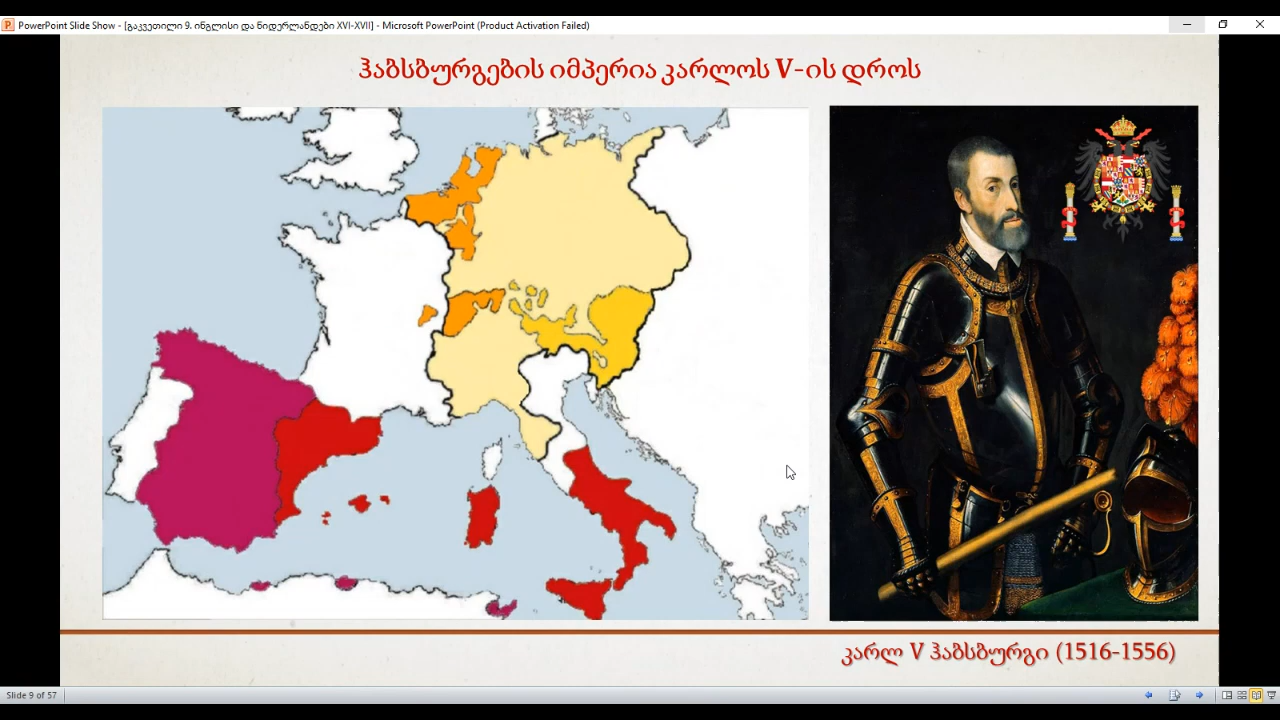 PowerPoint Slide Show - [გაკვეთილი 9. ინგლისი და ნიდერლანდები XVI-XVII] - Microsoft PowerPoint (Product Activation Failed)
ჰაბსბურგების იმპერია კარლოს V-ის დროს
კარლ V ჰაბსბურგი (1516-1556)
Slide 9 of 57